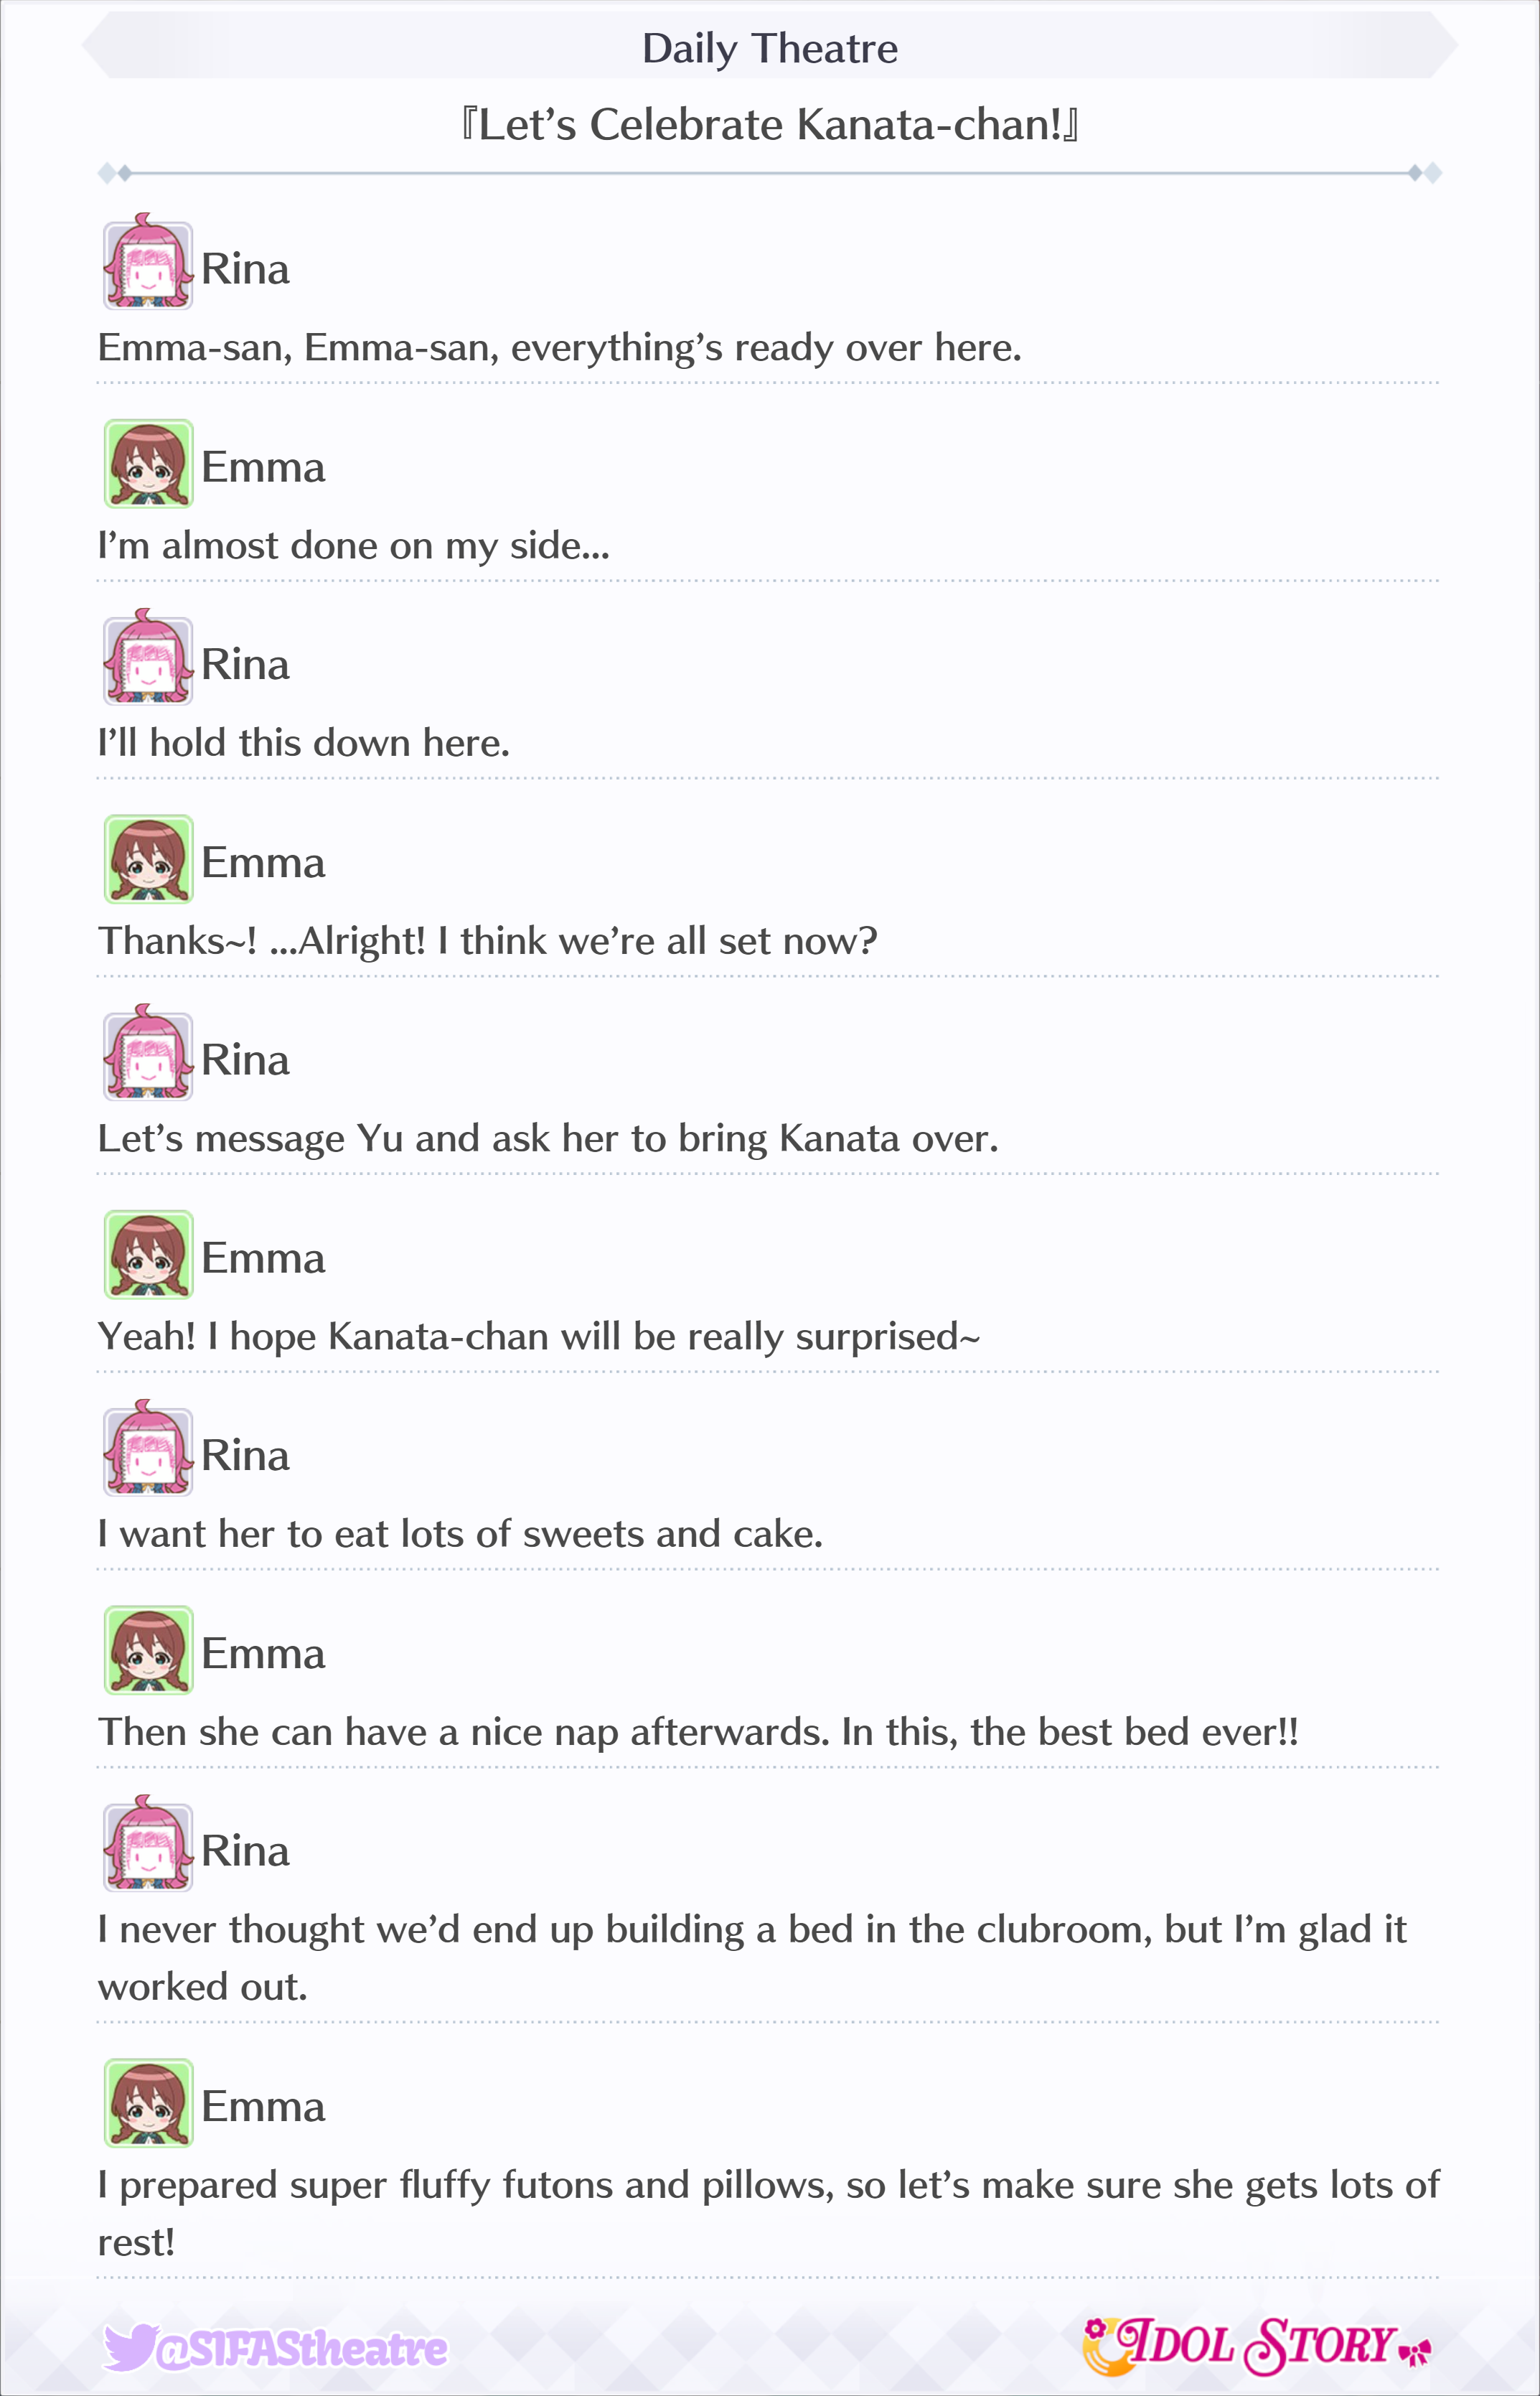 Daily Theatre
『Let's Celebrate Kanata-chan!』
Rina
Emma-san, Emma-san, everything's ready over here.
Emma
I'm almost done on my side...
Rina
I'll hold this down here.
Emma
Thanks~! ...Alright! I think we're all set now?
Rina
Let's message Yu and ask her to bring Kanata over.
Emma
Yeah! I hope Kanata-chan will be really surprised~
Rina
I want her to eat lots of sweets and cake.
Emma
Then she can have a nice nap afterwards. In this, the best bed ever!!
Rina
I never thought we'd end up building a bed in the clubroom, but I'm glad it
worked out.
Emma
I prepared super fluffy futons and pillows, so let's make sure she gets lots of
rest!
@SIFAStheatre
IDOL STORY